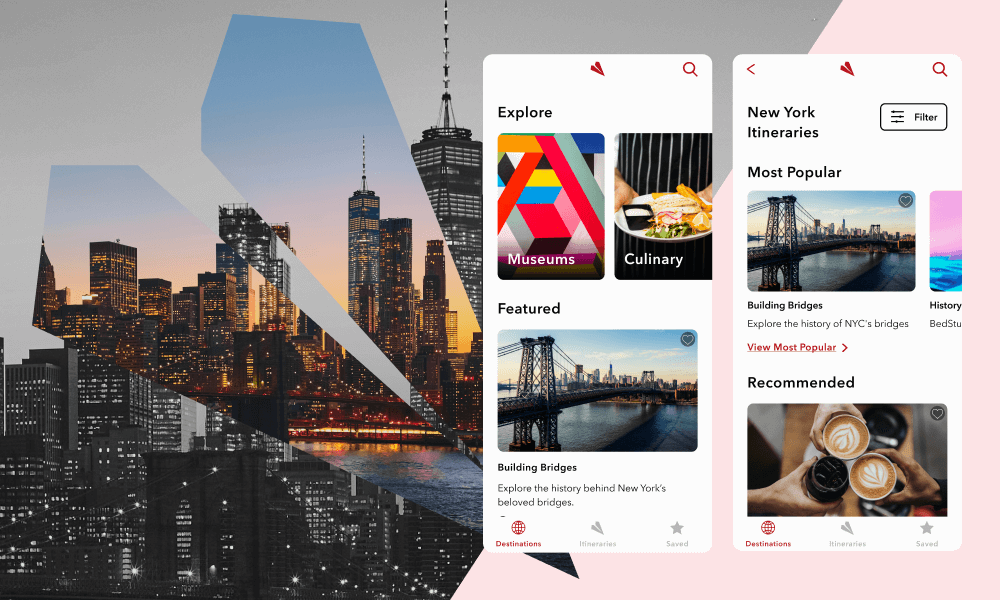 Explore
Museums
Culinary
Featured
Building Bridges
Explore the history behind New York's
beloved bridges.
Destinations
Itineraries
Saved
New York
Itineraries
Filter
Most Popular
Building Bridges
Explore the history of NYC's bridges
History
BedStu
View Most Popular
Recommended
Destinations
Itineraries
Saved